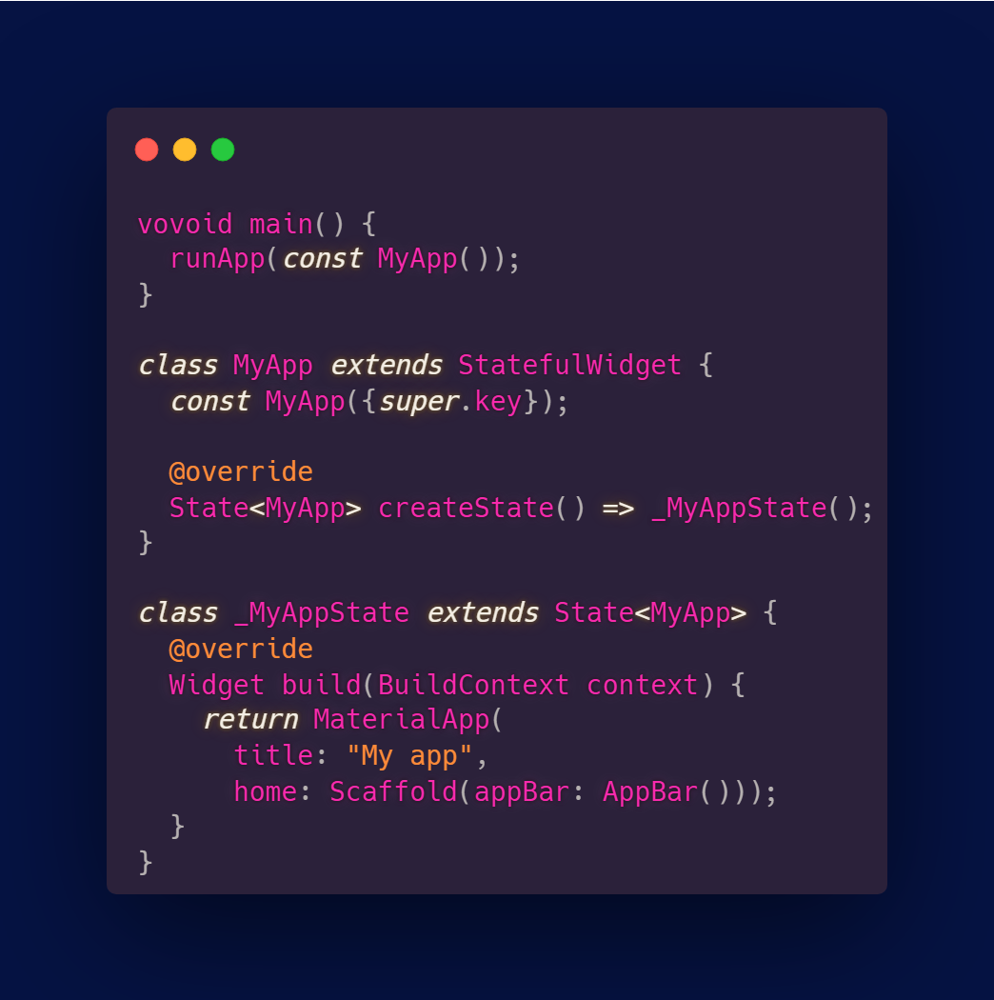 vovoid main() {
  runApp(const MyApp());
}

class MyApp extends StatefulWidget {
  const MyApp({super.key});

  @override
  State<MyApp> createState() => _MyAppState();
}

class _MyAppState extends State<MyApp> {
  @override
  Widget build(BuildContext context) {
    return MaterialApp(
      title: "My app",
      home: Scaffold(appBar: AppBar()));
  }
}